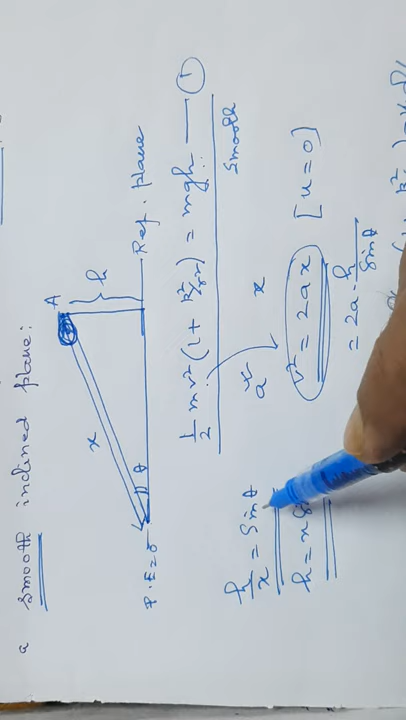 a smooth inclined plane:
A
h
x
θ
P.E=0
Ref. plane
1/2 mv²(1 + k²/r²) = mgh. — ①
smooth
v x
a
v² = 2ax [u=0]
= 2a · h/sinθ
h/x = sinθ
h = x